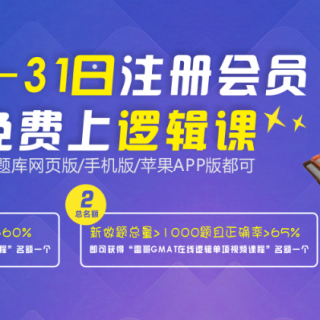 -31日注册会员
免费上逻辑课
题库网页版/手机版/苹果APP版都可
2
总名额
60%
新做题总量>1000题且正确率>65%
程”名额一个
即可获得“雷哥GMAT在线逻辑单项视频课程”名额一个